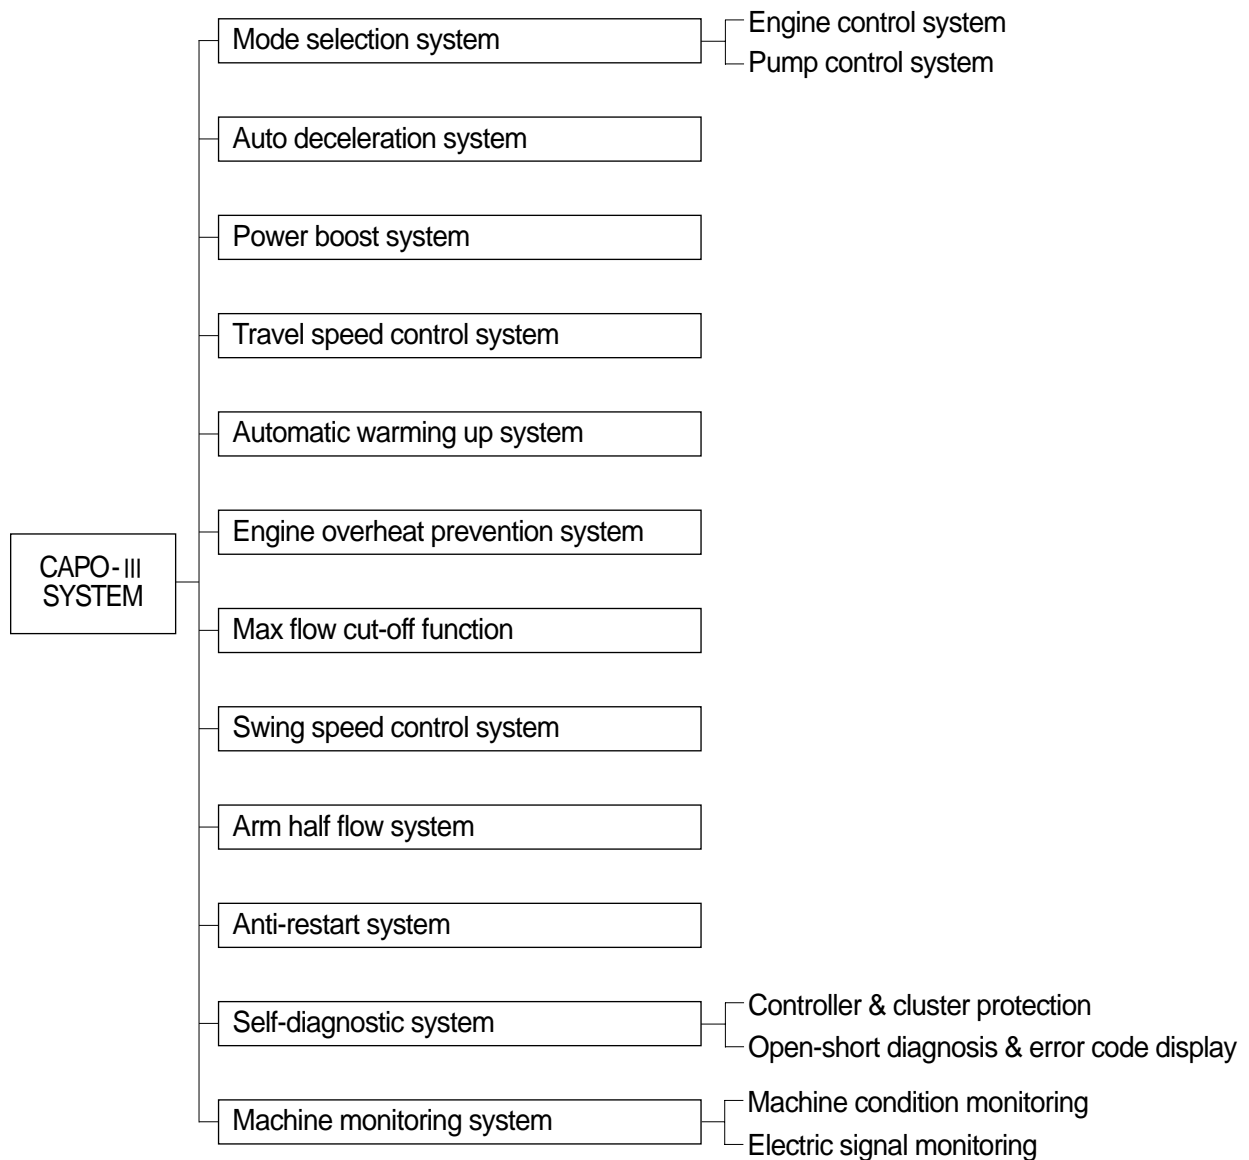 Mode selection system
Engine control system
Pump control system
Auto deceleration system
Power boost system
Travel speed control system
Automatic warming up system
Engine overheat prevention system
CAPO-III
SYSTEM
Max flow cut-off function
Swing speed control system
Arm half flow system
Anti-restart system
Self-diagnostic system
Controller & cluster protection
Open-short diagnosis & error code display
Machine monitoring system
Machine condition monitoring
Electric signal monitoring